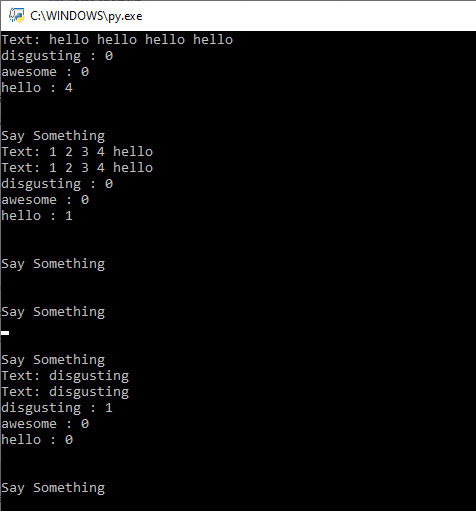 C:\WINDOWS\py.exe
Text: hello hello hello hello
disgusting : 0
awesome : 0
hello : 4
Say Something
Text: 1 2 3 4 hello
Text: 1 2 3 4 hello
disgusting : 0
awesome : 0
hello : 1
Say Something
Say Something
Say Something
Text: disgusting
Text: disgusting
disgusting : 1
awesome : 0
hello : 0
Say Something